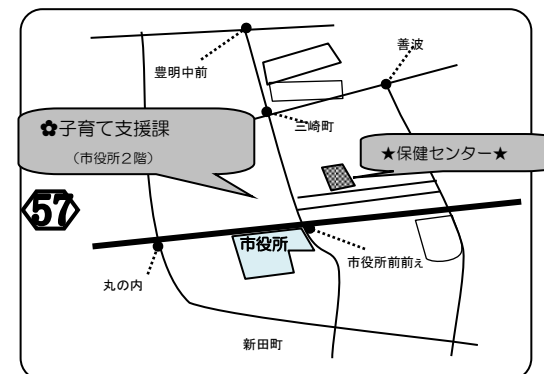 豊明中前
善波
✿子育て支援課
（市役所２階）
三崎町
★保健センター★
57
市役所
市役所前前ぇ
丸の内
新田町